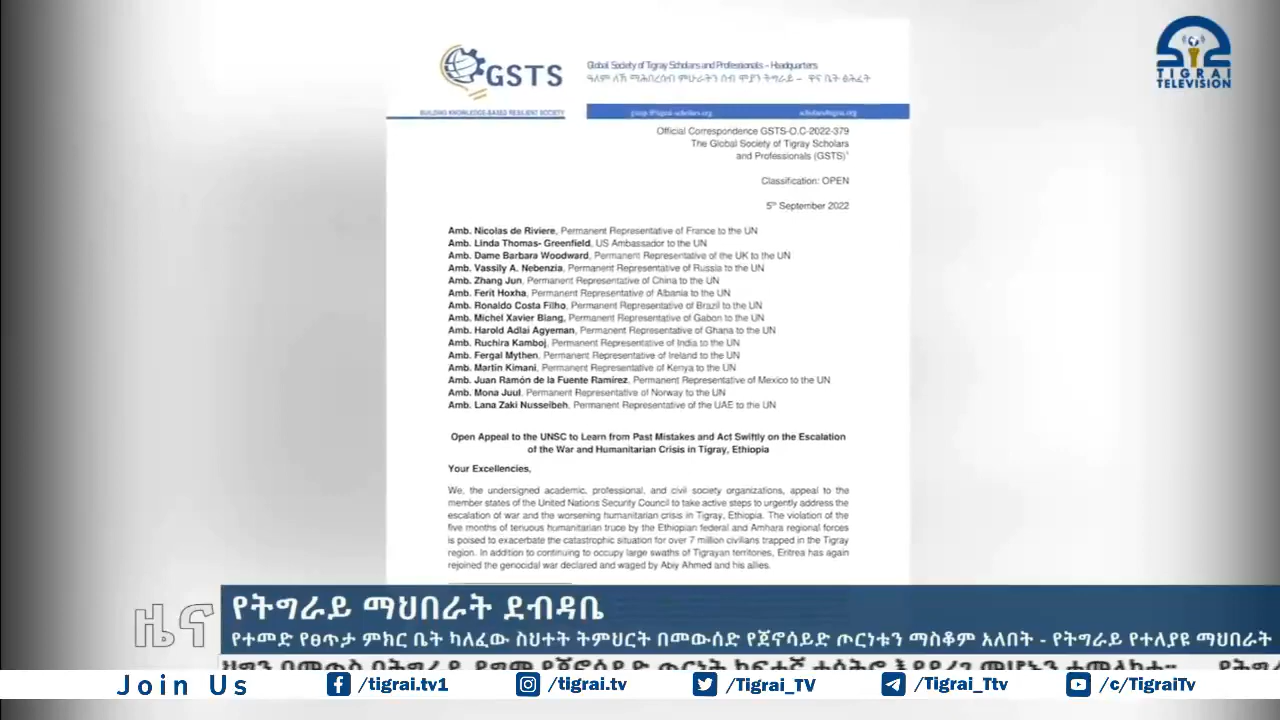 GSTS
Global Society of Tigray Scholars and Professionals – Headquarters
BUILDING KNOWLEDGE-BASED RESILIENT SOCIETY
TIGRAI
TELEVISION
Official Correspondence GSTS-O.C-2022-379
The Global Society of Tigray Scholars
and Professionals (GSTS)
Classification: OPEN
5th September 2022
Amb. Nicolas de Riviere, Permanent Representative of France to the UN
Amb. Linda Thomas- Greenfield, US Ambassador to the UN
Amb. Dame Barbara Woodward, Permanent Representative of the UK to the UN
Amb. Vassily A. Nebenzia, Permanent Representative of Russia to the UN
Amb. Zhang Jun, Permanent Representative of China to the UN
Amb. Ferit Hoxha, Permanent Representative of Albania to the UN
Amb. Ronaldo Costa Filho, Permanent Representative of Brazil to the UN
Amb. Michel Xavier Biang, Permanent Representative of Gabon to the UN
Amb. Harold Adlai Agyeman, Permanent Representative of Ghana to the UN
Amb. Ruchira Kamboj, Permanent Representative of India to the UN
Amb. Fergal Mythen, Permanent Representative of Ireland to the UN
Amb. Martin Kimani, Permanent Representative of Kenya to the UN
Amb. Juan Ramón de la Fuente Ramírez, Permanent Representative of Mexico to the UN
Amb. Mona Juul, Permanent Representative of Norway to the UN
Amb. Lana Zaki Nusseibeh, Permanent Representative of the UAE to the UN
Open Appeal to the UNSC to Learn from Past Mistakes and Act Swiftly on the Escalation
of the War and Humanitarian Crisis in Tigray, Ethiopia
Your Excellencies,
We, the undersigned academic, professional, and civil society organizations, appeal to the
member states of the United Nations Security Council to take active steps to urgently address the
escalation of war and the worsening humanitarian crisis in Tigray, Ethiopia. The violation of the
five months of tenuous humanitarian truce by the Ethiopian federal and Amhara regional forces
is poised to exacerbate the catastrophic situation for over 7 million civilians trapped in the Tigray
region. In addition to continuing to occupy large swaths of Tigrayan territories, Eritrea has again
rejoined the genocidal war declared and waged by Abiy Ahmed and his allies.
ዜና
የትግራይ ማህበራት ደብዳቤ
የተመድ የፀጥታ ምክር ቤት ካለፈው ስህተት ትምህርት በመውሰድ የጀኖሳይድ ጦርነቱን ማስቆም አለበት - የትግራይ የተለያዩ ማህበራት
Join Us
/tigrai.tv1
/tigrai.tv
/Tigrai_TV
/Tigrai_Ttv
/c/TigraiTv